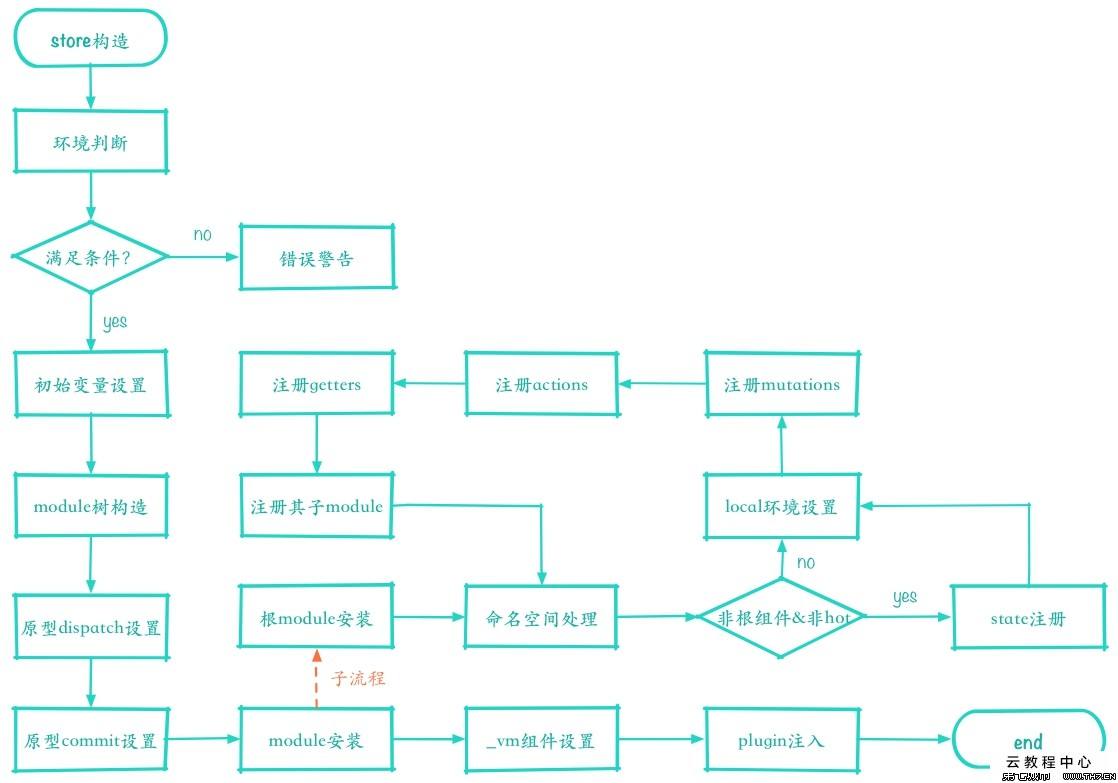 store构造
环境判断
满足条件?
no
错误警告
yes
初始变量设置
注册getters
注册actions
注册mutations
module树构造
注册其子module
local环境设置
no
原型dispatch设置
根module安装
命名空间处理
非根组件&非hot
yes
state注册
子流程
原型commit设置
module安装
_vm组件设置
plugin注入
end
云教程中心
WWW.TH7.CN